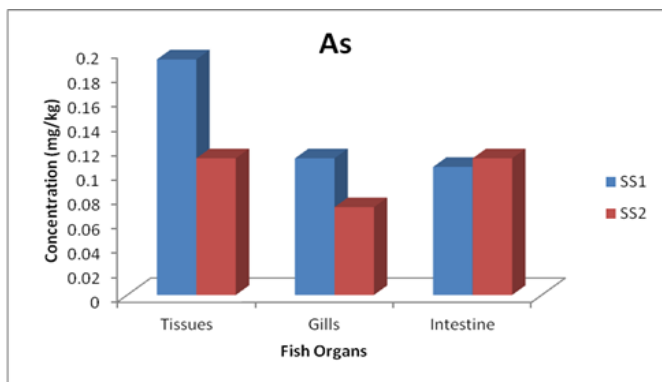 As
Concentration (mg/kg)
0.2
0.18
0.16
0.14
0.12
0.1
0.08
0.06
0.04
0.02
0
Tissues Gills Intestine
Fish Organs
SS1
SS2